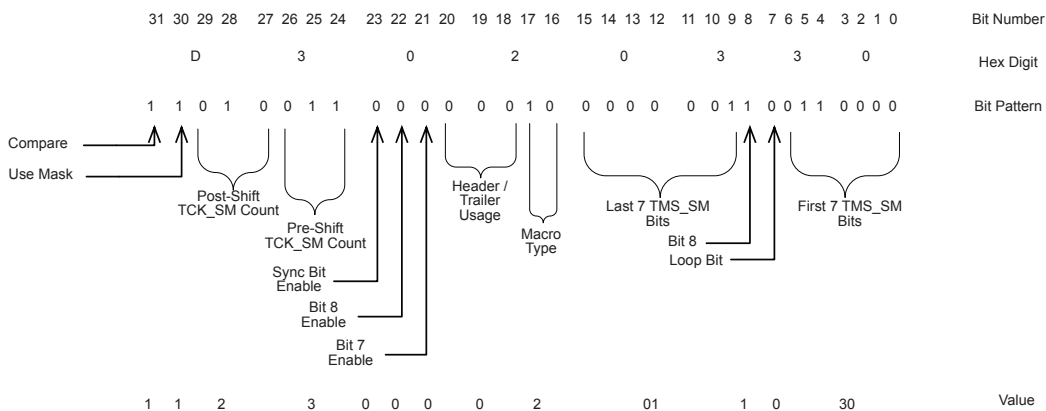 31 30 29 28 27 26 25 24 23 22 21 20 19 18 17 16 15 14 13 12 11 10 9 8 7 6 5 4 3 2 1 0 Bit Number
D 3 0 2 0 3 3 0 Hex Digit
1 1 0 1 0 0 1 1 0 0 0 0 0 0 1 0 0 0 0 0 0 0 1 1 0 0 1 1 0 0 0 0 Bit Pattern
Compare
Use Mask
Post-Shift
TCK_SM Count
Pre-Shift
TCK_SM Count
Header /
Trailer
Usage
Macro
Type
Last 7 TMS_SM
Bits
First 7 TMS_SM
Bits
Bit 8
Loop Bit
Sync Bit
Enable
Bit 8
Enable
Bit 7
Enable
1 1 2 3 0 0 0 0 2 01 1 0 30 Value